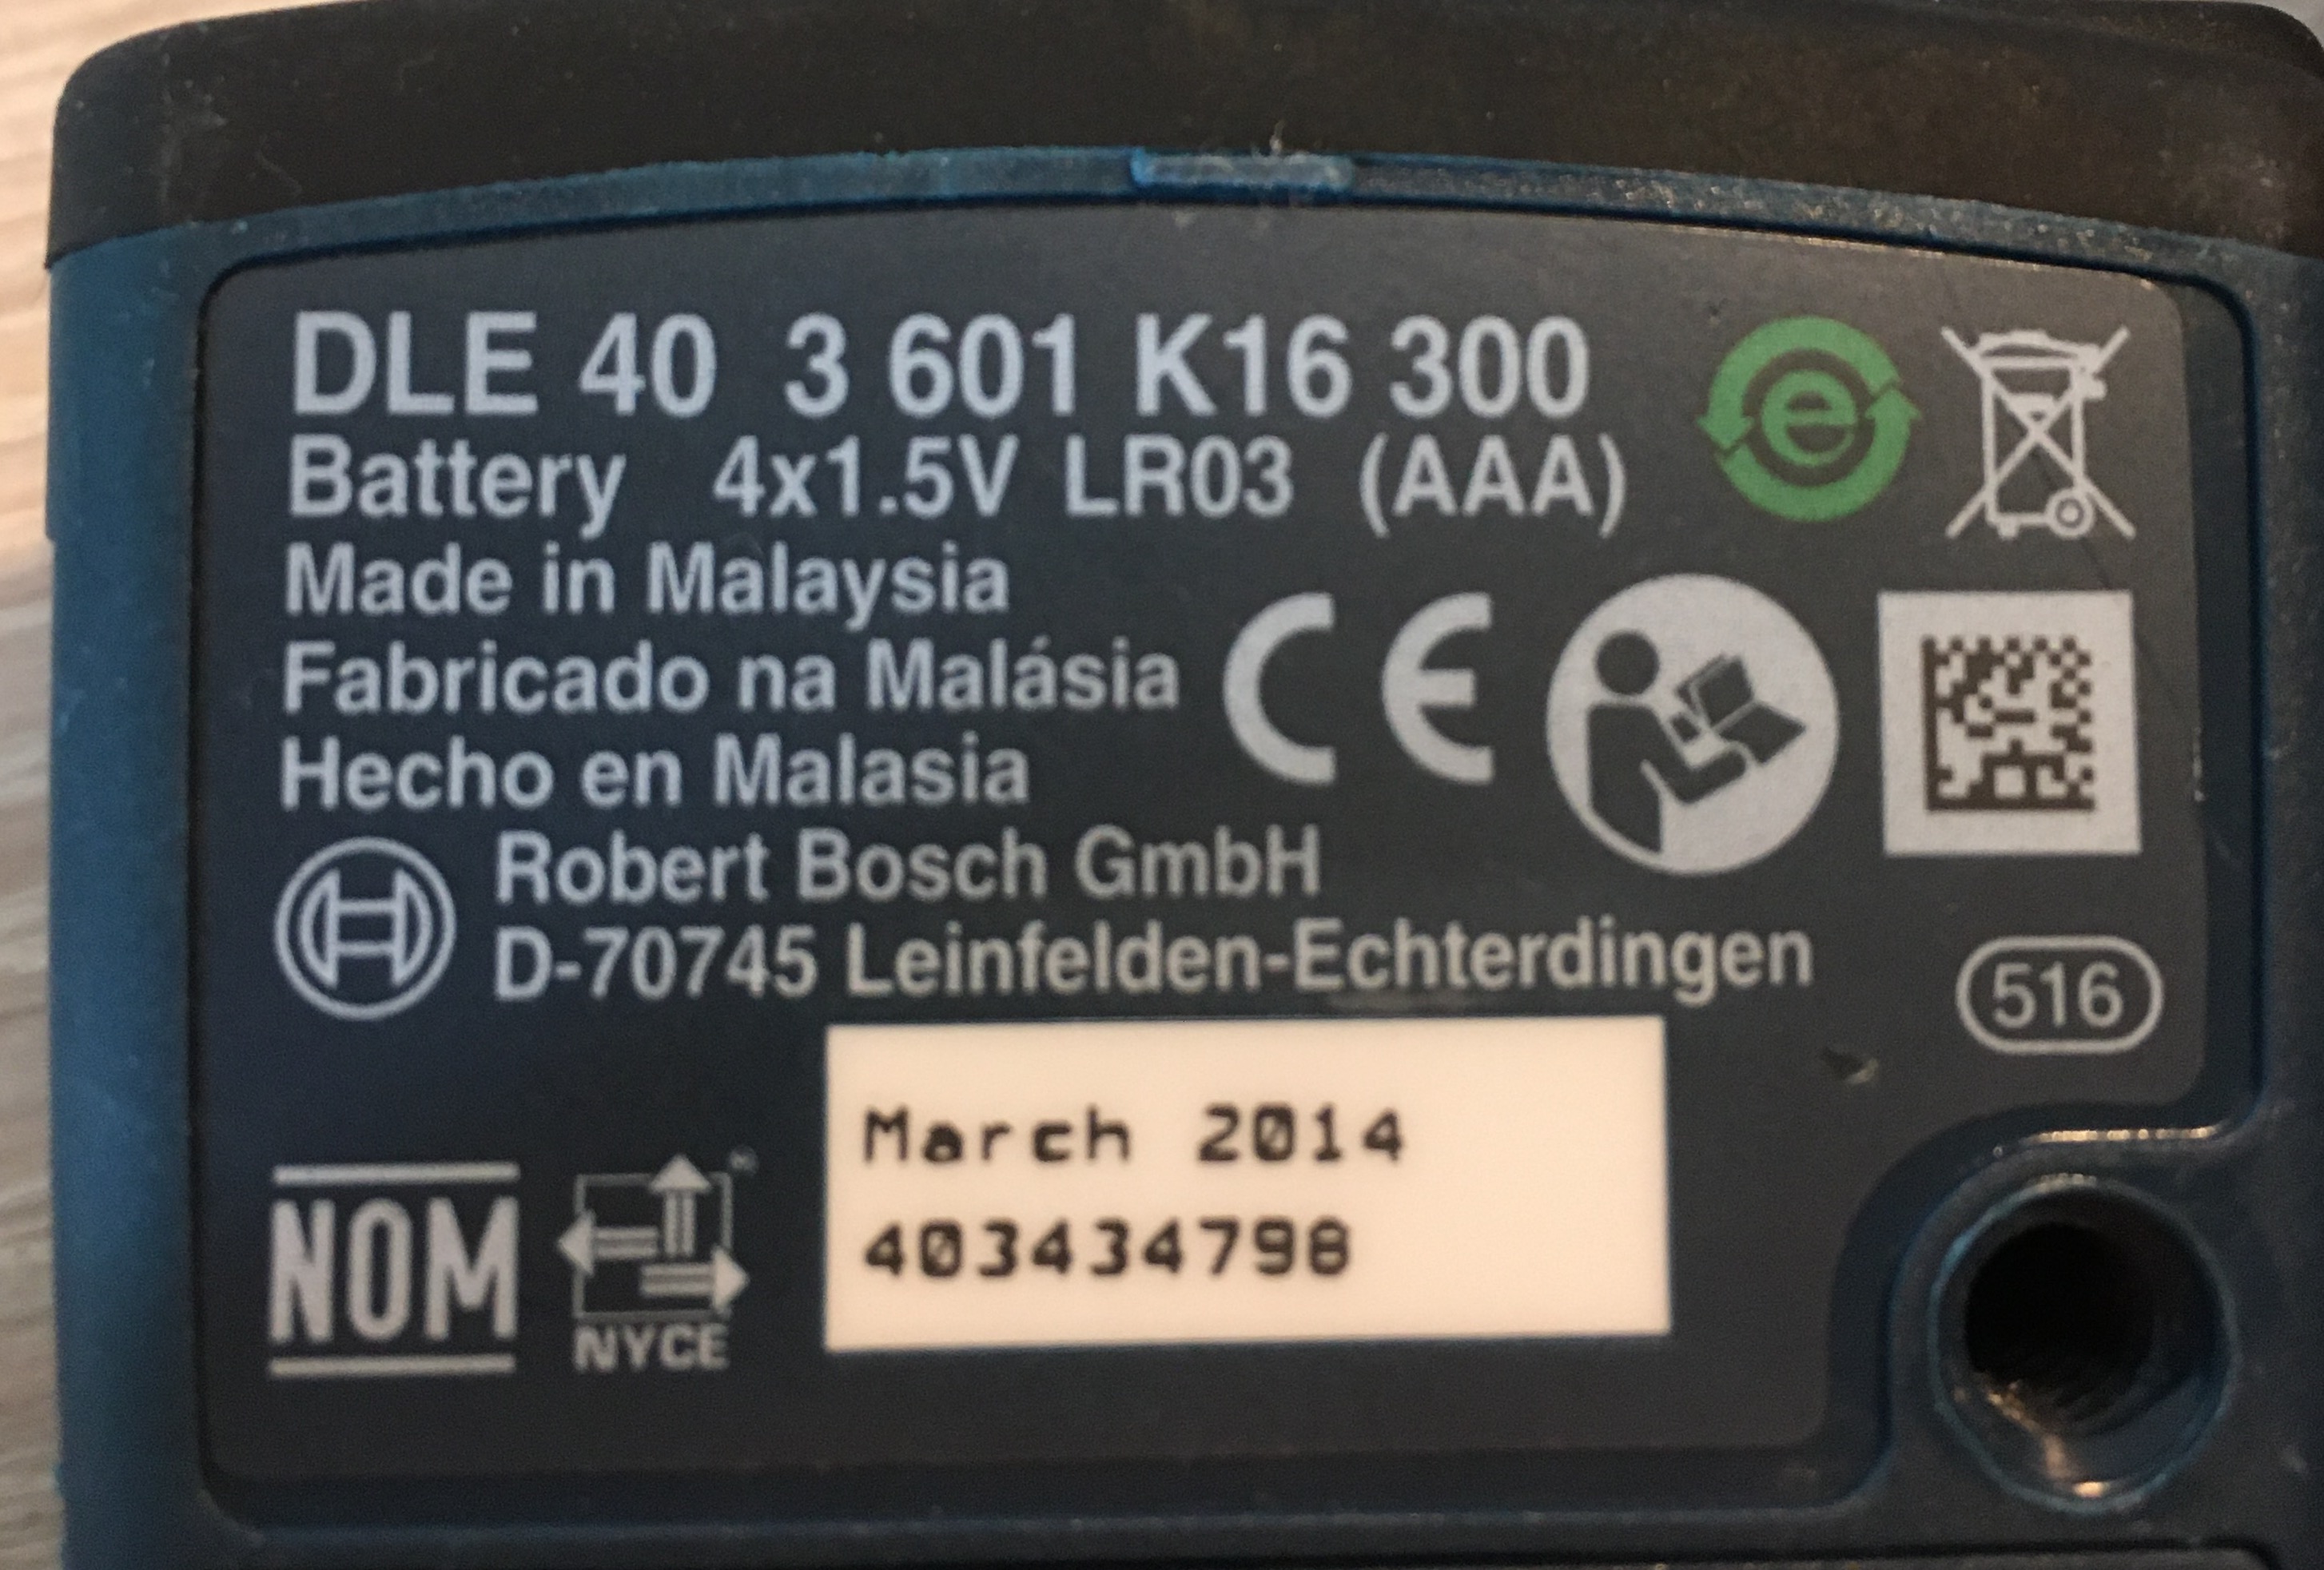 DLE 40 3 601 K16 300
Battery 4x1.5V LR03 (AAA)
e
Made in Malaysia
Fabricado na Malásia
Hecho en Malasia
CE
Robert Bosch GmbH
D-70745 Leinfelden-Echterdingen
516
March 2014
403434798
NOM
NYCE